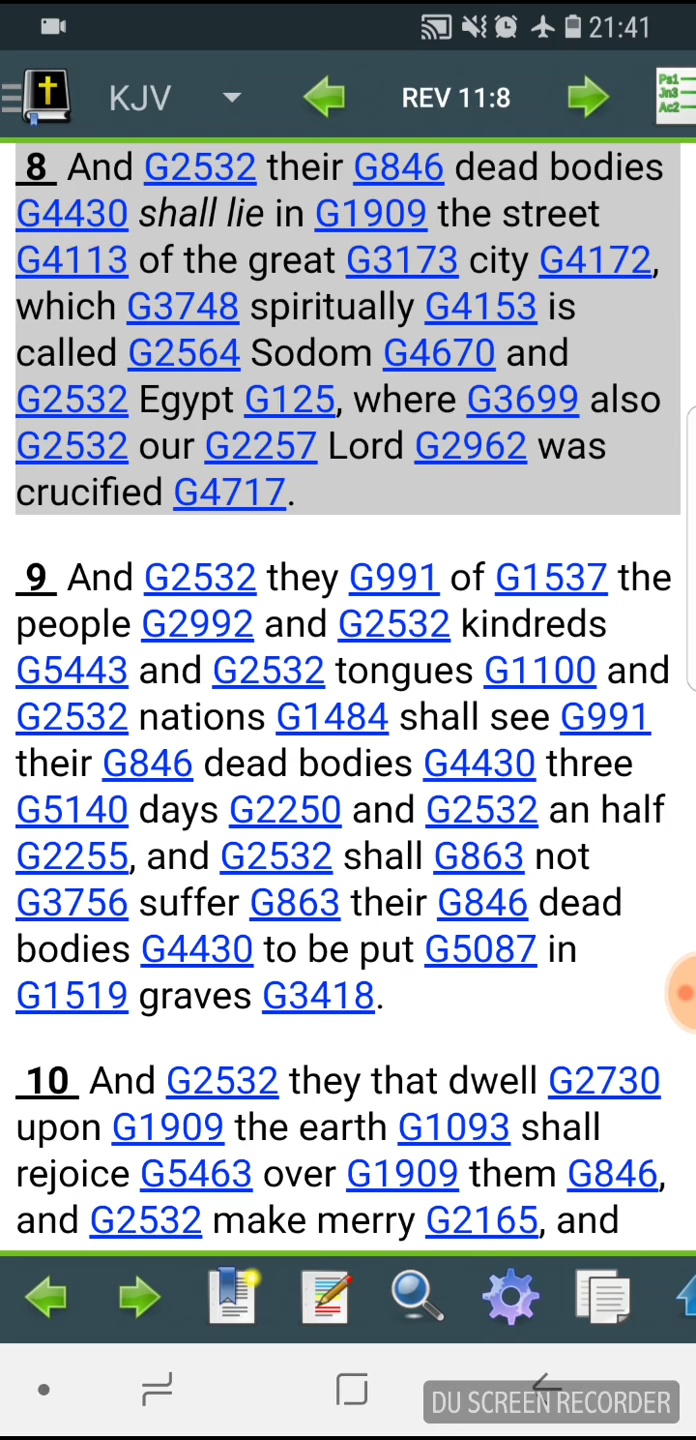 21:41
KJV REV 11:8 Ps1
Jn3
Ac2
8 And G2532 their G846 dead bodies
G4430 shall lie in G1909 the street
G4113 of the great G3173 city G4172,
which G3748 spiritually G4153 is
called G2564 Sodom G4670 and
G2532 Egypt G125, where G3699 also
G2532 our G2257 Lord G2962 was
crucified G4717.
9 And G2532 they G991 of G1537 the
people G2992 and G2532 kindreds
G5443 and G2532 tongues G1100 and
G2532 nations G1484 shall see G991
their G846 dead bodies G4430 three
G5140 days G2250 and G2532 an half
G2255, and G2532 shall G863 not
G3756 suffer G863 their G846 dead
bodies G4430 to be put G5087 in
G1519 graves G3418.
10 And G2532 they that dwell G2730
upon G1909 the earth G1093 shall
rejoice G5463 over G1909 them G846,
and G2532 make merry G2165, and
DU SCREEN RECORDER